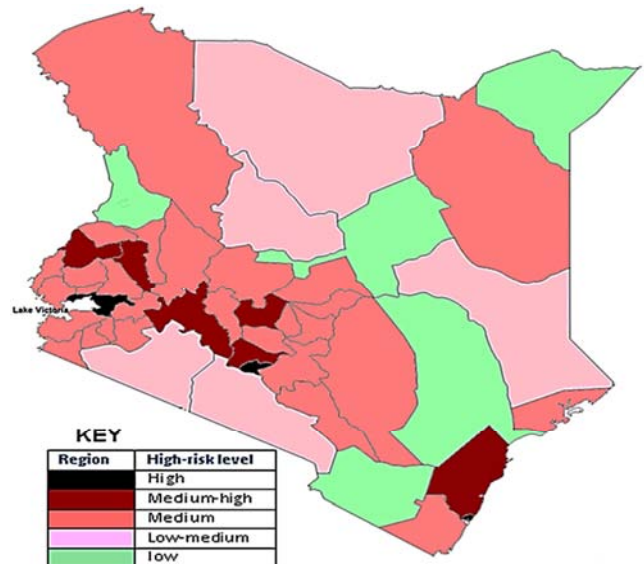 Lake Victoria
KEY
Region High-risk level
High
Medium-high
Medium
Low-medium
low